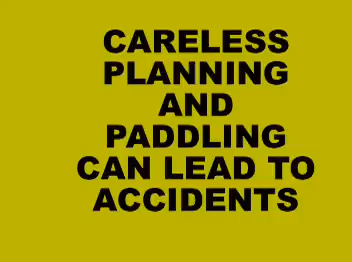 CARELESS
PLANNING
AND
PADDLING
CAN LEAD TO
ACCIDENTS